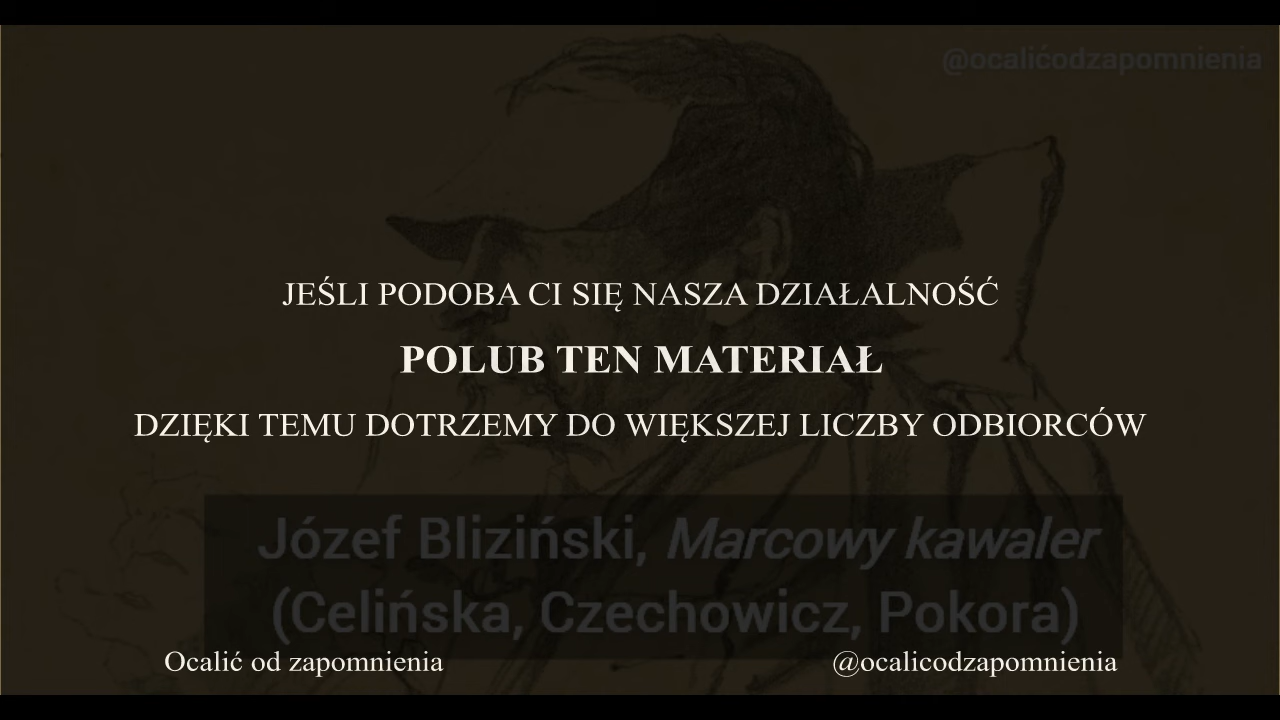 @ocalićodzapomnienia
JEŚLI PODOBA CI SIĘ NASZA DZIAŁALNOŚĆ
POLUB TEN MATERIAŁ
DZIĘKI TEMU DOTRZEMY DO WIĘKSZEJ LICZBY ODBIORCÓW
Józef Bliziński, Marcowy kawaler
(Celińska, Czechowicz, Pokora)
Ocalić od zapomnienia
@ocalicodzapomnienia